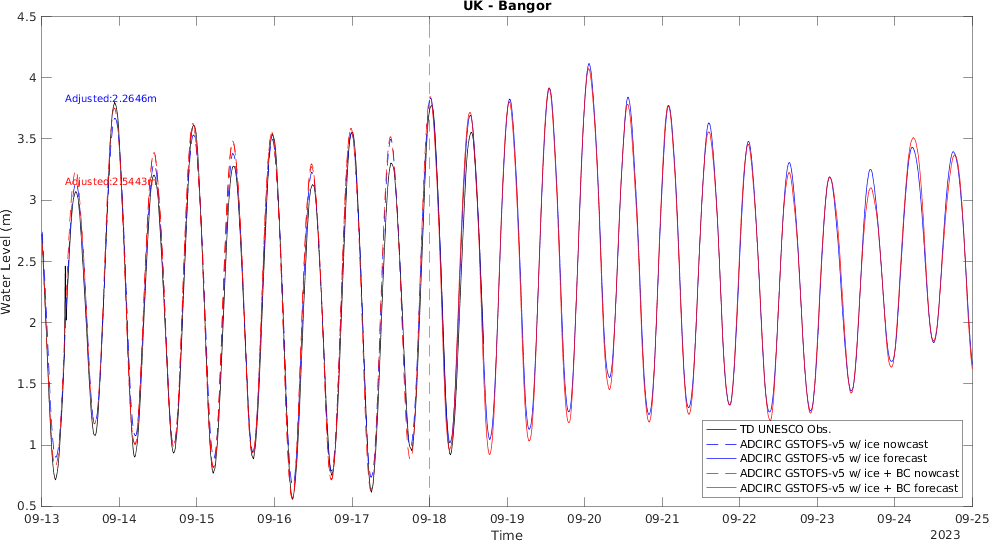 UK - Bangor
4.5
4
3.5
3
2.5
2
1.5
1
0.5
Water Level (m)
Adjusted:2.2646m
Adjusted:2.5443m
TD UNESCO Obs.
ADCIRC GSTOFS-v5 w/ ice nowcast
ADCIRC GSTOFS-v5 w/ ice forecast
ADCIRC GSTOFS-v5 w/ ice + BC nowcast
ADCIRC GSTOFS-v5 w/ ice + BC forecast
09-13 09-14 09-15 09-16 09-17 09-18 09-19 09-20 09-21 09-22 09-23 09-24 09-25
Time
2023